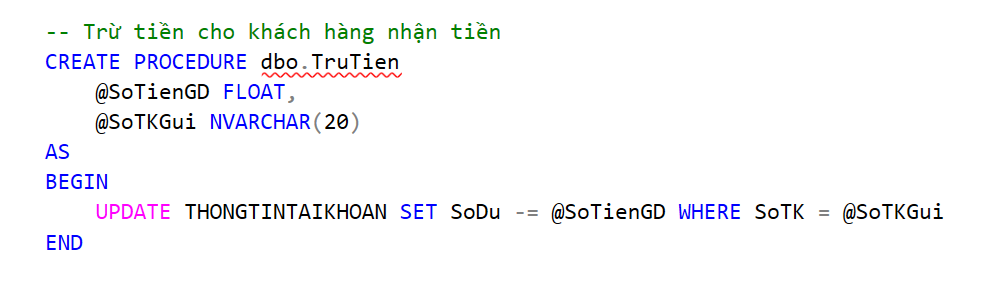 -- Trừ tiền cho khách hàng nhận tiền
CREATE PROCEDURE dbo.TruTien
    @SoTienGD FLOAT,
    @SoTKGui NVARCHAR(20)
AS
BEGIN
    UPDATE THONGTINTAIKHOAN SET SoDu -= @SoTienGD WHERE SoTK = @SoTKGui
END